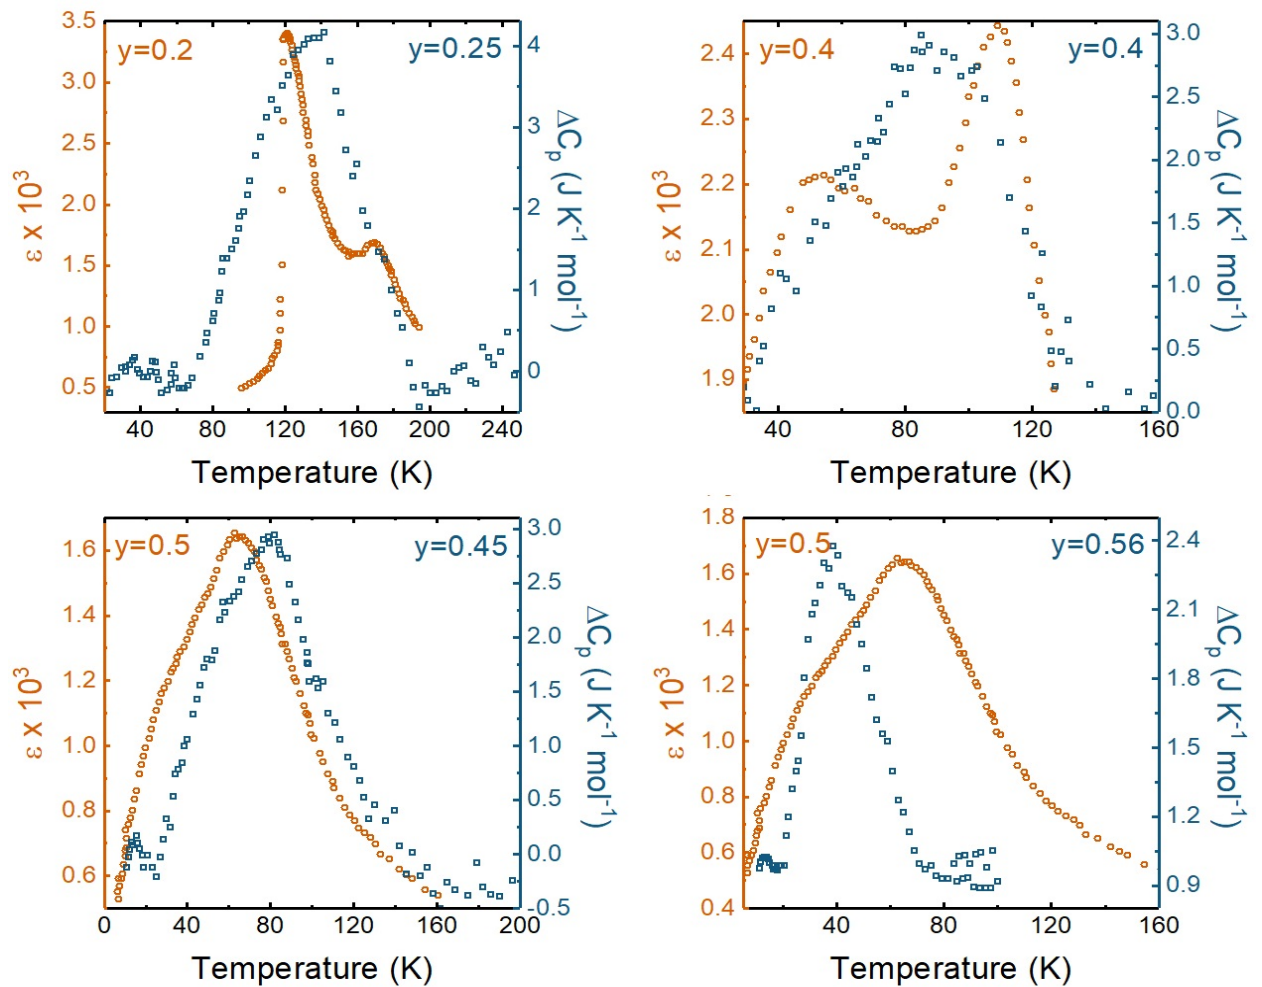 3.5
3.0
2.5
2.0
1.5
1.0
0.5
ε x 10³
y=0.2
y=0.25
4
3
2
1
0
ΔCₚ (J K⁻¹ mol⁻¹)
40 80 120 160 200 240
Temperature (K)
2.4
2.3
2.2
2.1
2.0
1.9
ε x 10³
y=0.4
y=0.4
3.0
2.5
2.0
1.5
1.0
0.5
0.0
ΔCₚ (J K⁻¹ mol⁻¹)
40 80 120 160
Temperature (K)
1.6
1.4
1.2
1.0
0.8
0.6
ε x 10³
y=0.5
y=0.45
3.0
2.5
2.0
1.5
1.0
0.5
0.0
-0.5
ΔCₚ (J K⁻¹ mol⁻¹)
0 40 80 120 160 200
Temperature (K)
1.8
1.6
1.4
1.2
1.0
0.8
0.6
0.4
ε x 10³
y=0.5
y=0.56
2.4
2.1
1.8
1.5
1.2
0.9
ΔCₚ (J K⁻¹ mol⁻¹)
40 80 120 160
Temperature (K)